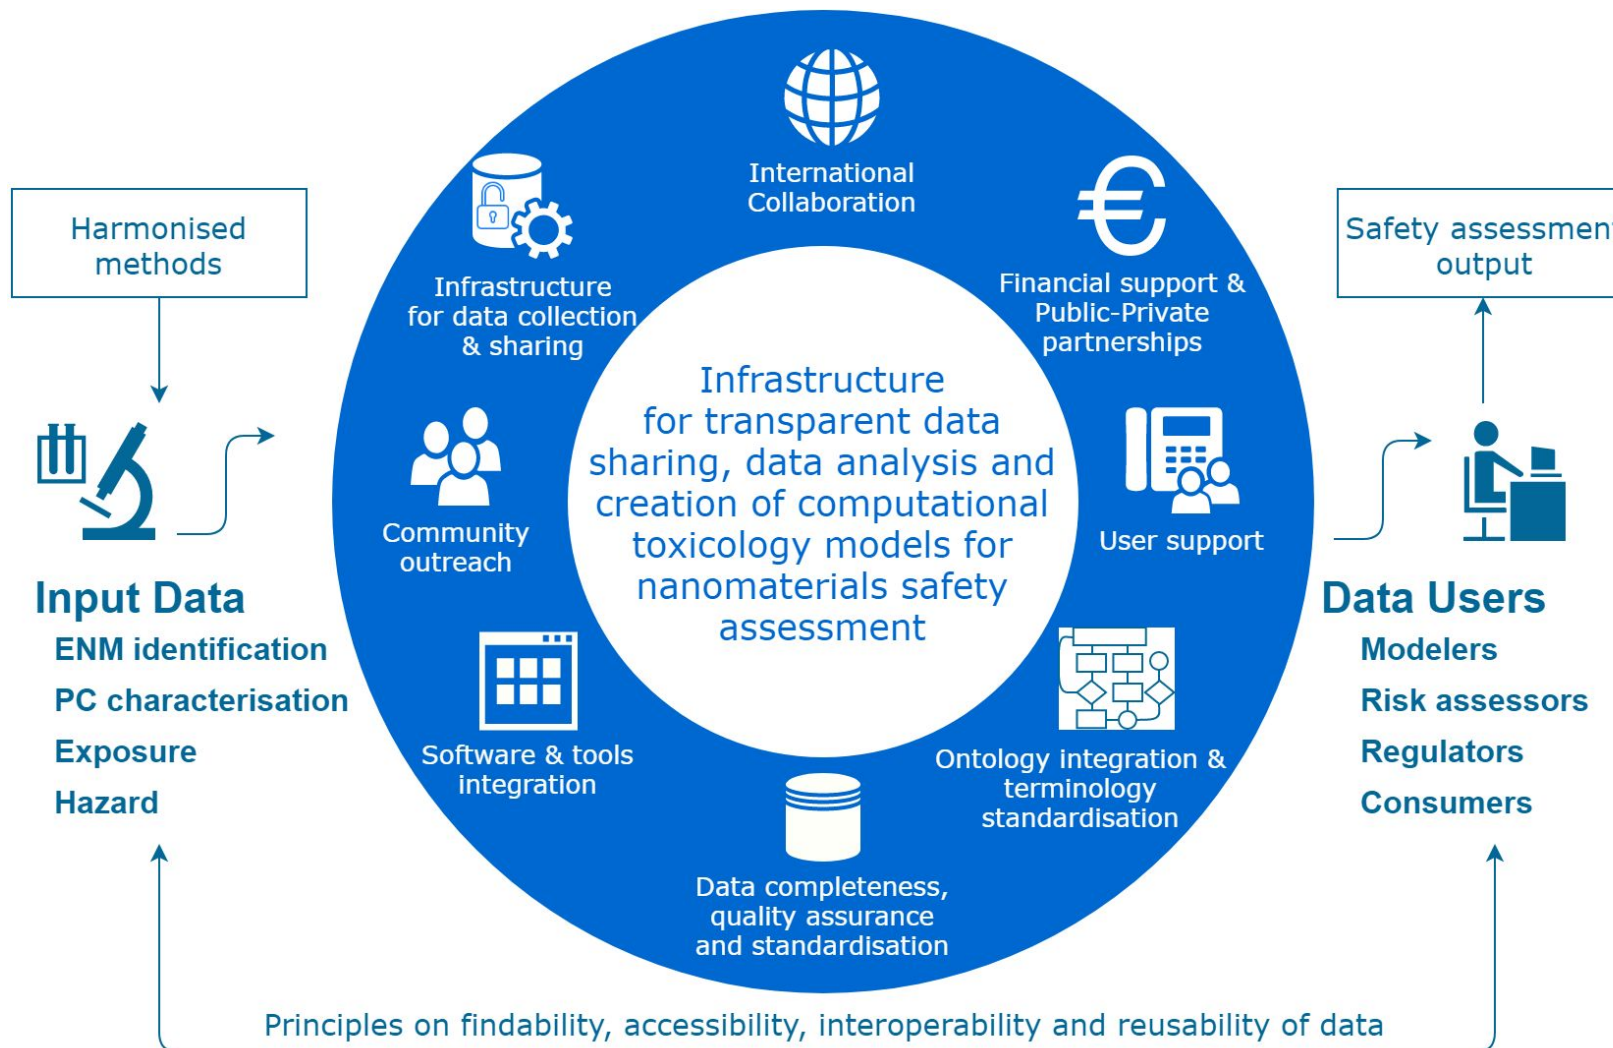 International
Collaboration
Harmonised
methods
Infrastructure
for data collection
& sharing
Financial support &
Public-Private
partnerships
Safety assessment
output
Infrastructure
for transparent data
sharing, data analysis and
creation of computational
toxicology models for
nanomaterials safety
assessment
Community
outreach
User support
Input Data
ENM identification
PC characterisation
Exposure
Hazard
Data Users
Modelers
Risk assessors
Regulators
Consumers
Software & tools
integration
Ontology integration &
terminology
standardisation
Data completeness,
quality assurance
and standardisation
Principles on findability, accessibility, interoperability and reusability of data